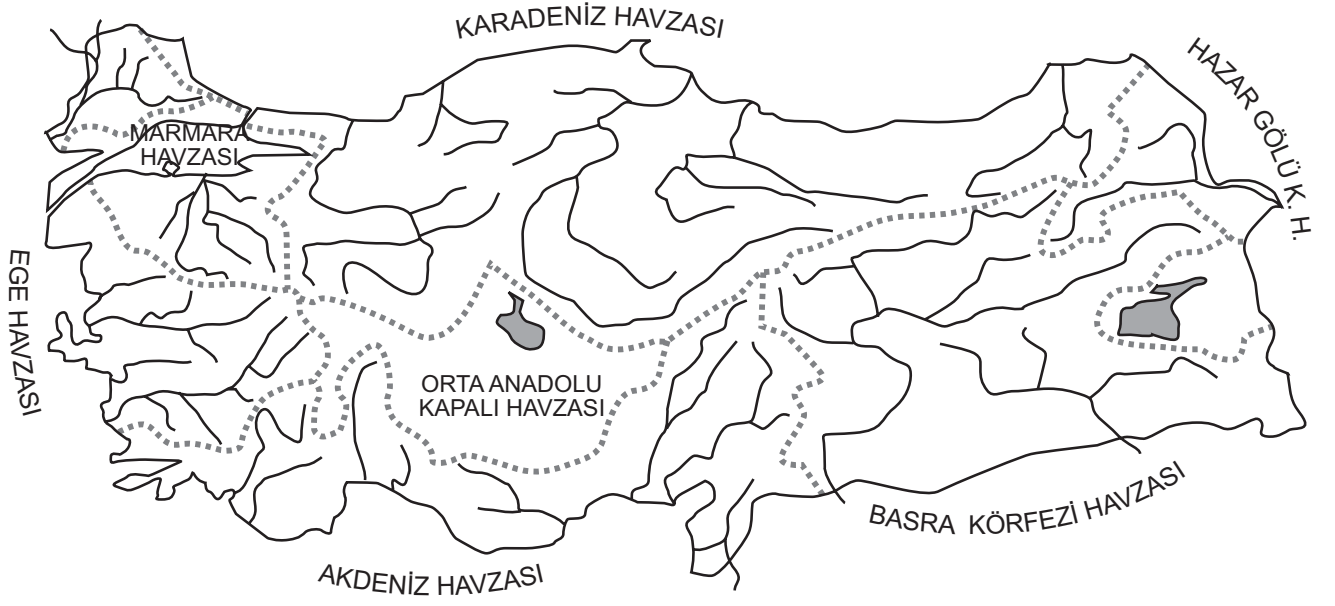 KARADENİZ HAVZASI
HAZAR GÖLÜ K. H.
MARMARA
HAVZASI
EGE HAVZASI
ORTA ANADOLU
KAPALI HAVZASI
BASRA KÖRFEZİ HAVZASI
AKDENİZ HAVZASI